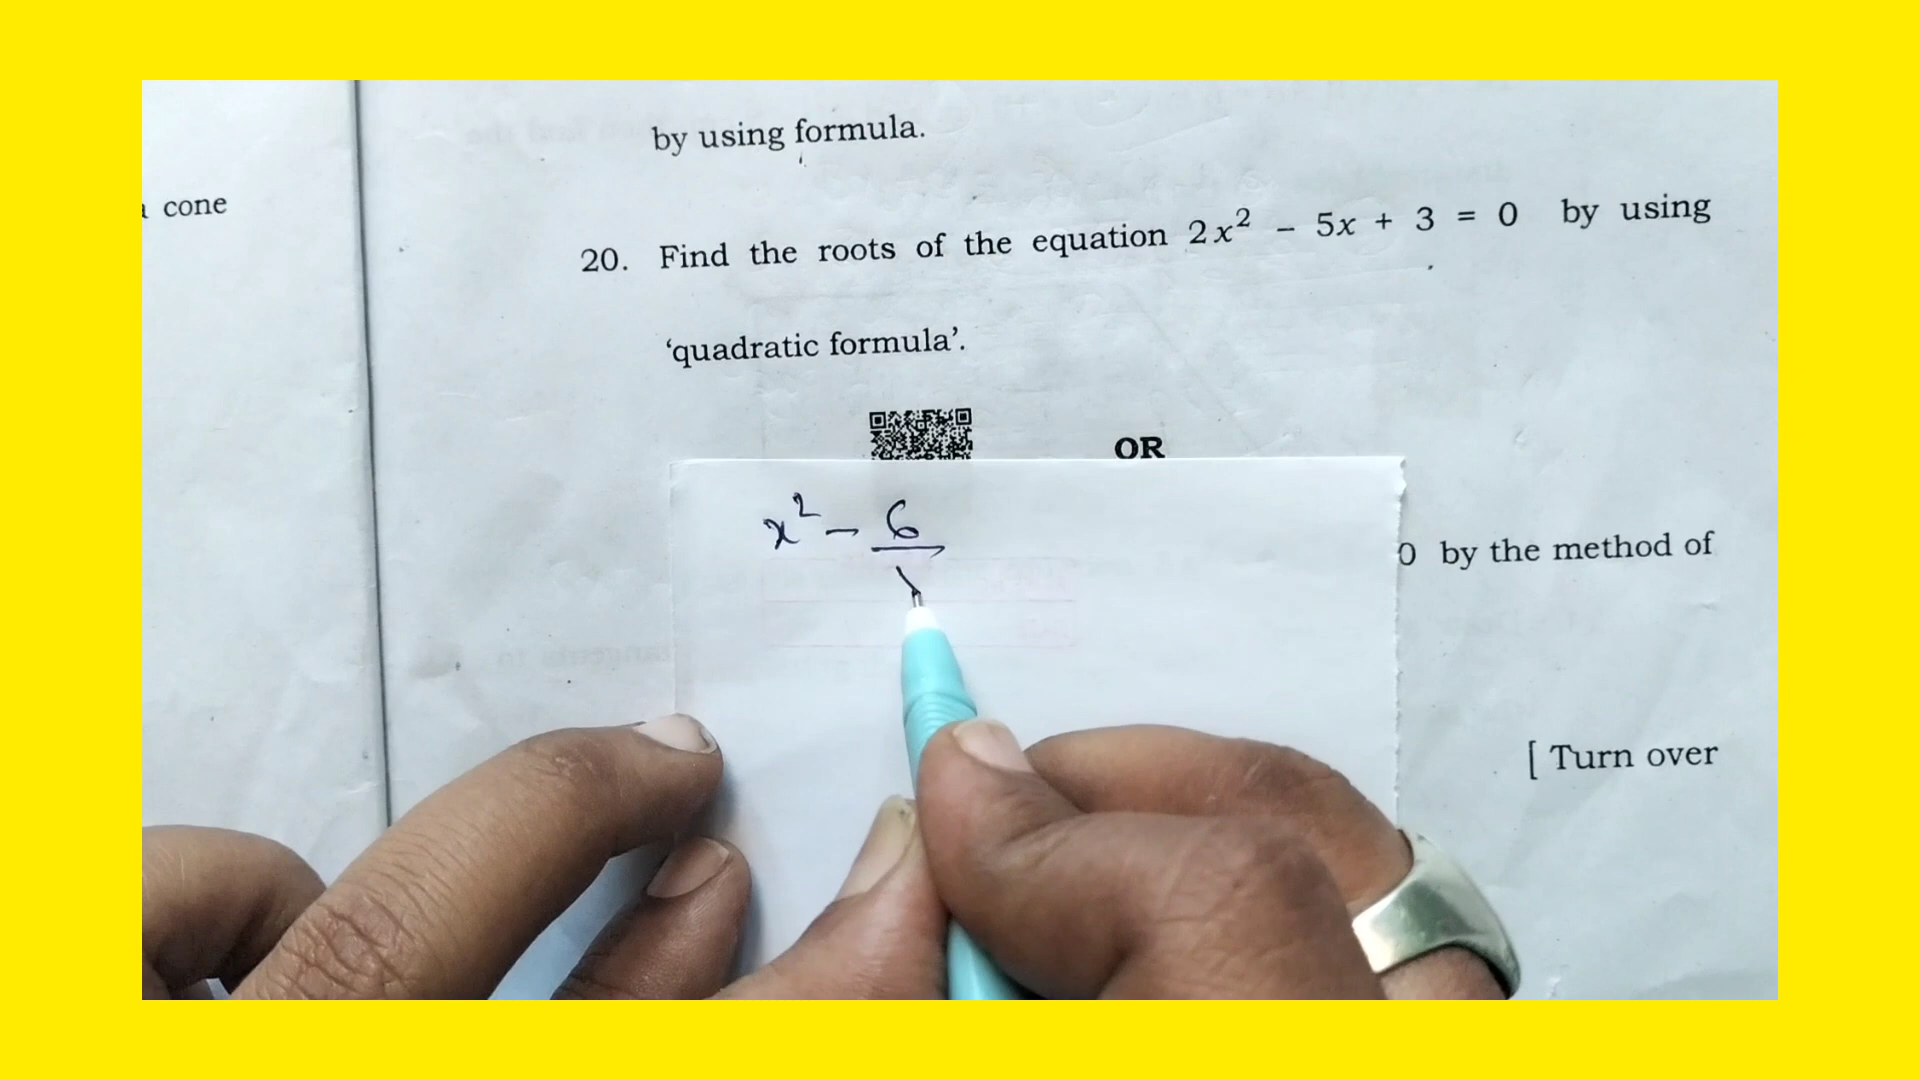 by using formula.
cone
20. Find the roots of the equation 2x² - 5x + 3 = 0 by using
‘quadratic formula’.
OR
x² - 6
0 by the method of
[ Turn over